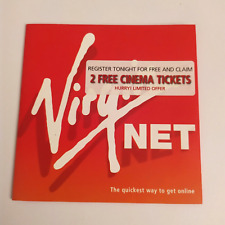 REGISTER TONIGHT FOR FREE AND CLAIM
2 FREE CINEMA TICKETS
HURRY! LIMITED OFFER
Virgin
NET
The quickest way to get online